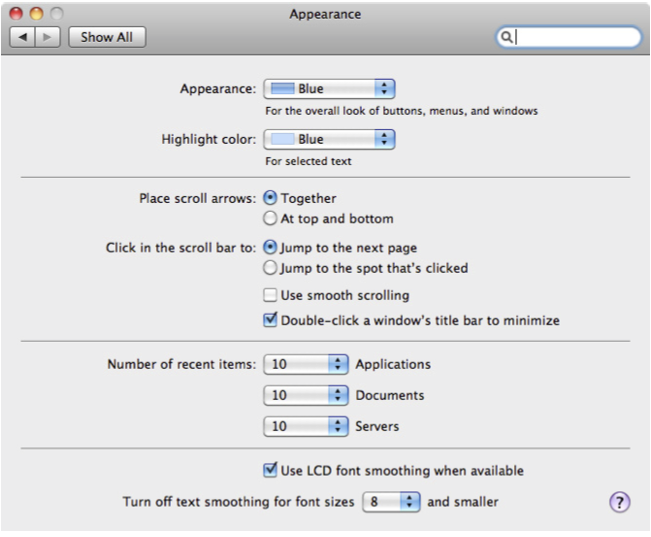 Appearance
Show All
Appearance: Blue
For the overall look of buttons, menus, and windows
Highlight color: Blue
For selected text
Place scroll arrows: Together
At top and bottom
Click in the scroll bar to: Jump to the next page
Jump to the spot that's clicked
Use smooth scrolling
Double-click a window's title bar to minimize
Number of recent items: 10 Applications
10 Documents
10 Servers
Use LCD font smoothing when available
Turn off text smoothing for font sizes 8 and smaller ?